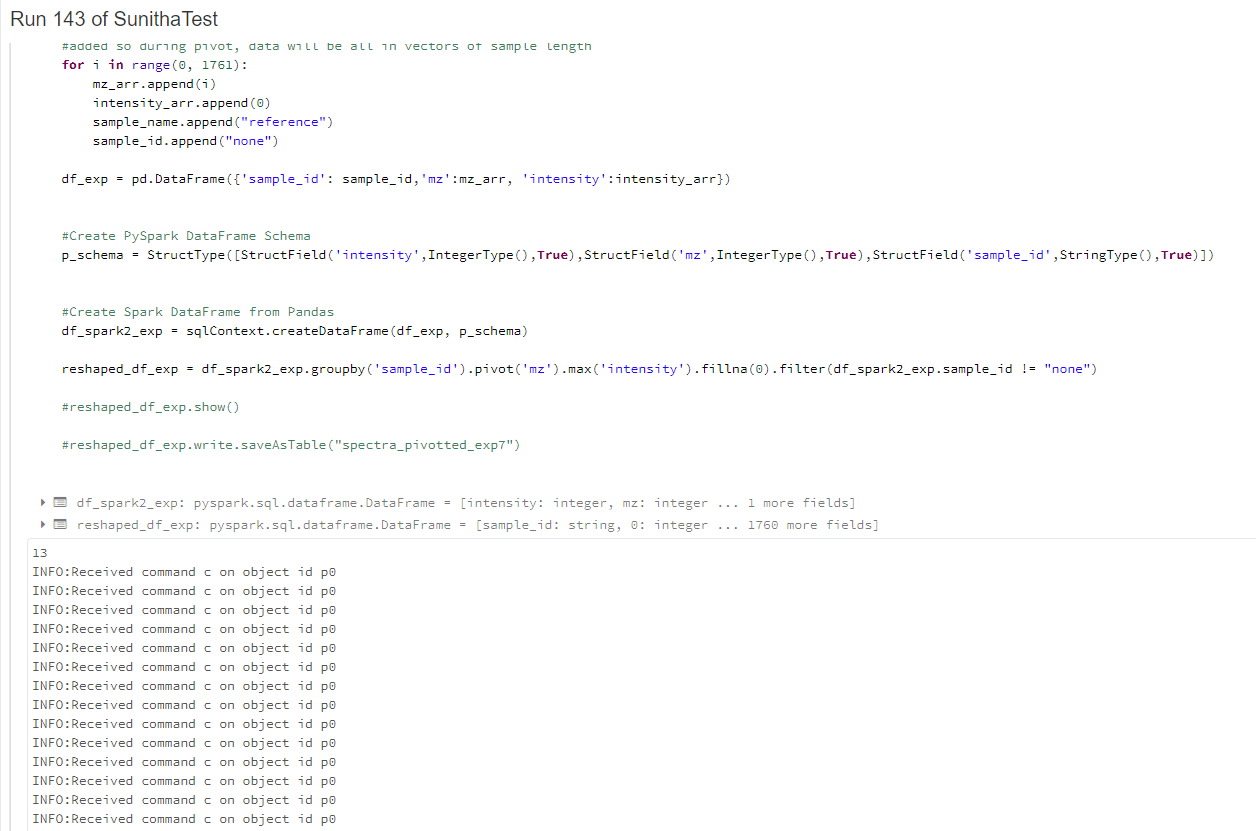 Run 143 of SunithaTest
#added so during pivot, data will be all in vectors of sample length
for i in range(0, 1761):
    mz_arr.append(i)
    intensity_arr.append(0)
    sample_name.append("reference")
    sample_id.append("none")
df_exp = pd.DataFrame({'sample_id': sample_id,'mz':mz_arr, 'intensity':intensity_arr})
#Create PySpark DataFrame Schema
p_schema = StructType([StructField('intensity',IntegerType(),True),StructField('mz',IntegerType(),True),StructField('sample_id',StringType(),True)])
#Create Spark DataFrame from Pandas
df_spark2_exp = sqlContext.createDataFrame(df_exp, p_schema)
reshaped_df_exp = df_spark2_exp.groupby('sample_id').pivot('mz').max('intensity').fillna(0).filter(df_spark2_exp.sample_id != "none")
#reshaped_df_exp.show()
#reshaped_df_exp.write.saveAsTable("spectra_pivotted_exp7")
df_spark2_exp: pyspark.sql.dataframe.DataFrame = [intensity: integer, mz: integer ... 1 more fields]
reshaped_df_exp: pyspark.sql.dataframe.DataFrame = [sample_id: string, 0: integer ... 1760 more fields]
13
INFO:Received command c on object id p0
INFO:Received command c on object id p0
INFO:Received command c on object id p0
INFO:Received command c on object id p0
INFO:Received command c on object id p0
INFO:Received command c on object id p0
INFO:Received command c on object id p0
INFO:Received command c on object id p0
INFO:Received command c on object id p0
INFO:Received command c on object id p0
INFO:Received command c on object id p0
INFO:Received command c on object id p0
INFO:Received command c on object id p0
INFO:Received command c on object id p0